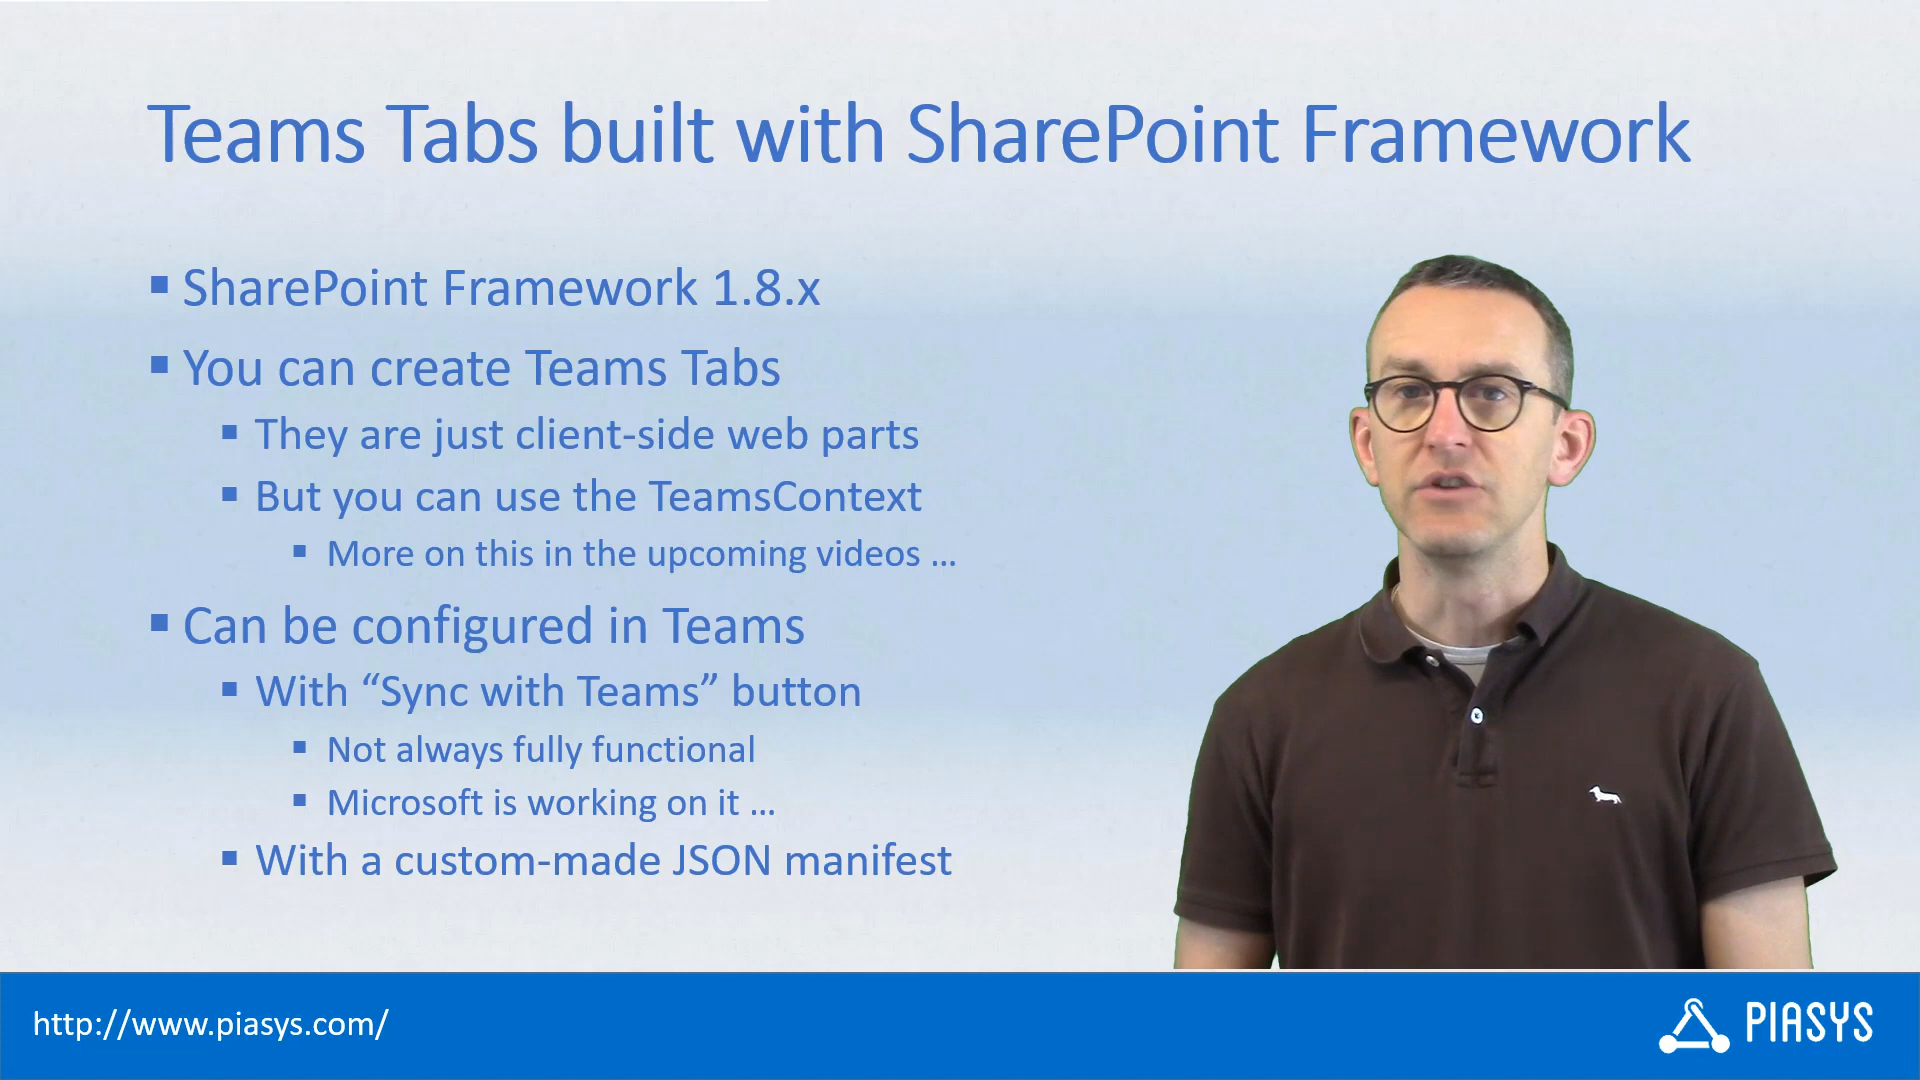 Teams Tabs built with SharePoint Framework
SharePoint Framework 1.8.x
You can create Teams Tabs
They are just client-side web parts
But you can use the TeamsContext
More on this in the upcoming videos …
Can be configured in Teams
With “Sync with Teams” button
Not always fully functional
Microsoft is working on it …
With a custom-made JSON manifest
http://www.piasys.com/
PIASYS